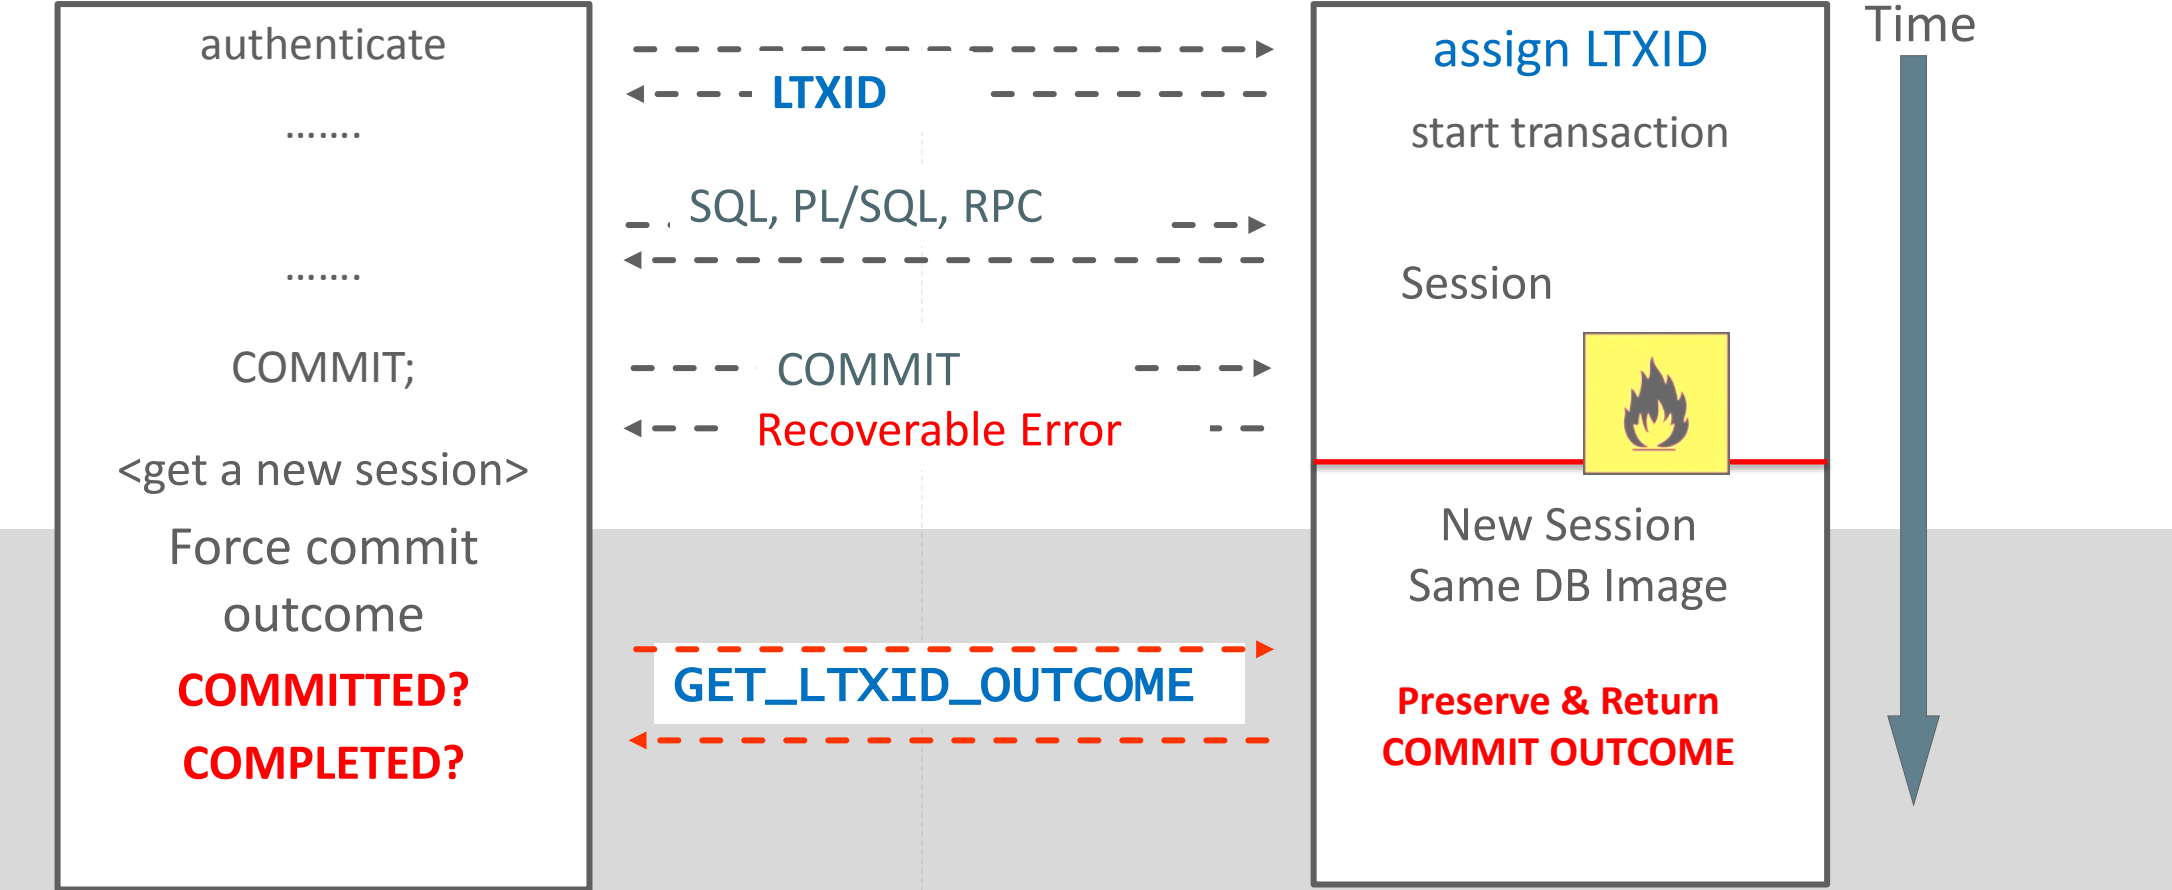 authenticate
…….
…….
COMMIT;
<get a new session>
Force commit
outcome
COMMITTED?
COMPLETED?
LTXID
SQL, PL/SQL, RPC
COMMIT
Recoverable Error
GET_LTXID_OUTCOME
assign LTXID
start transaction
Session
New Session
Same DB Image
Preserve & Return
COMMIT OUTCOME
Time